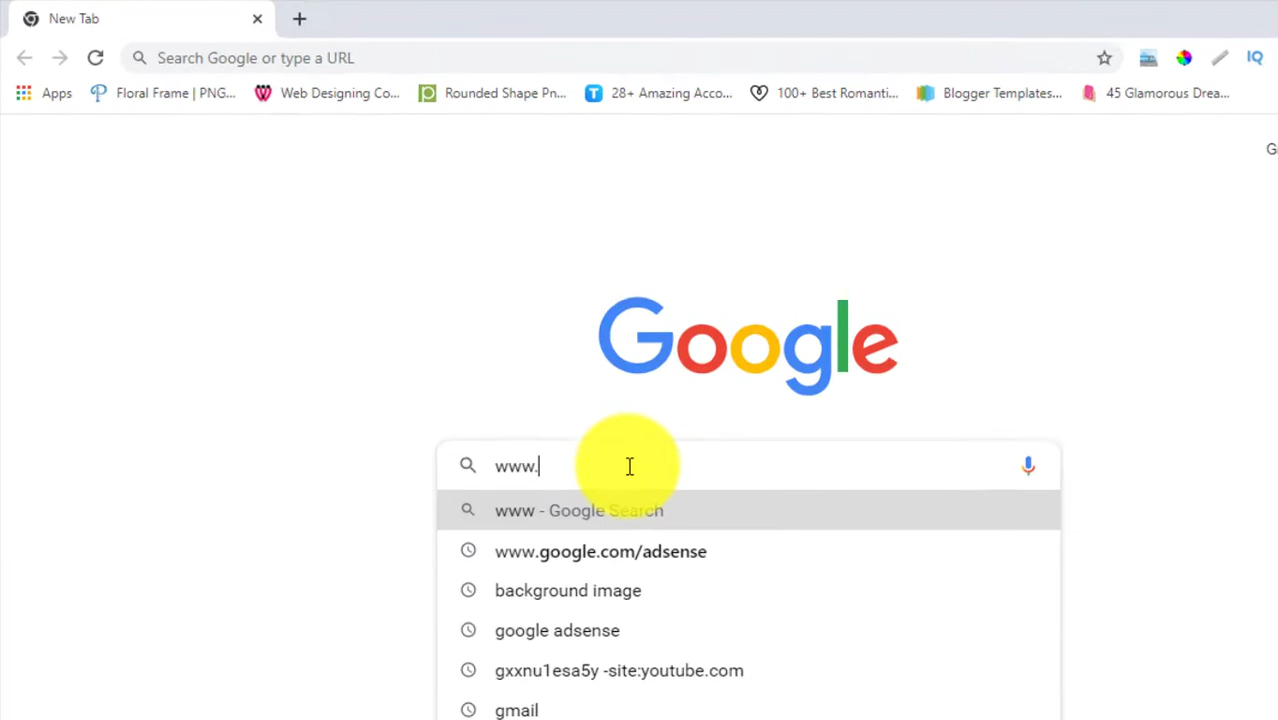 New Tab
Search Google or type a URL
IQ
Apps
Floral Frame | PNG...
Web Designing Co...
Rounded Shape Pn...
28+ Amazing Acco...
100+ Best Romanti...
Blogger Templates...
45 Glamorous Drea...
G
Google
www.
www - Google Search
www.google.com/adsense
background image
google adsense
gxxnu1esa5y -site:youtube.com
gmail